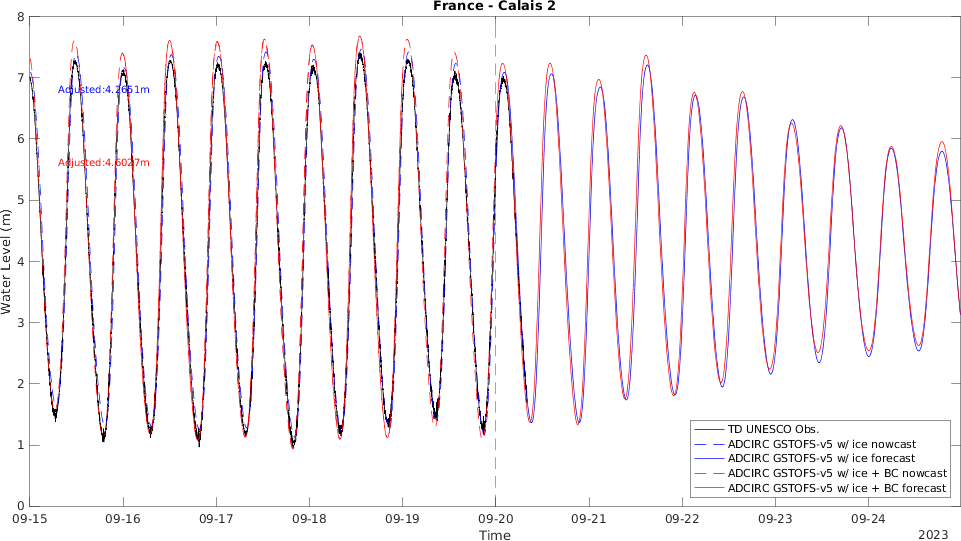 France - Calais 2
8
7
6
5
4
3
2
1
0
Water Level (m)
Adjusted:4.2651m
Adjusted:4.6027m
TD UNESCO Obs.
ADCIRC GSTOFS-v5 w/ ice nowcast
ADCIRC GSTOFS-v5 w/ ice forecast
ADCIRC GSTOFS-v5 w/ ice + BC nowcast
ADCIRC GSTOFS-v5 w/ ice + BC forecast
09-15 09-16 09-17 09-18 09-19 09-20 09-21 09-22 09-23 09-24
Time
2023